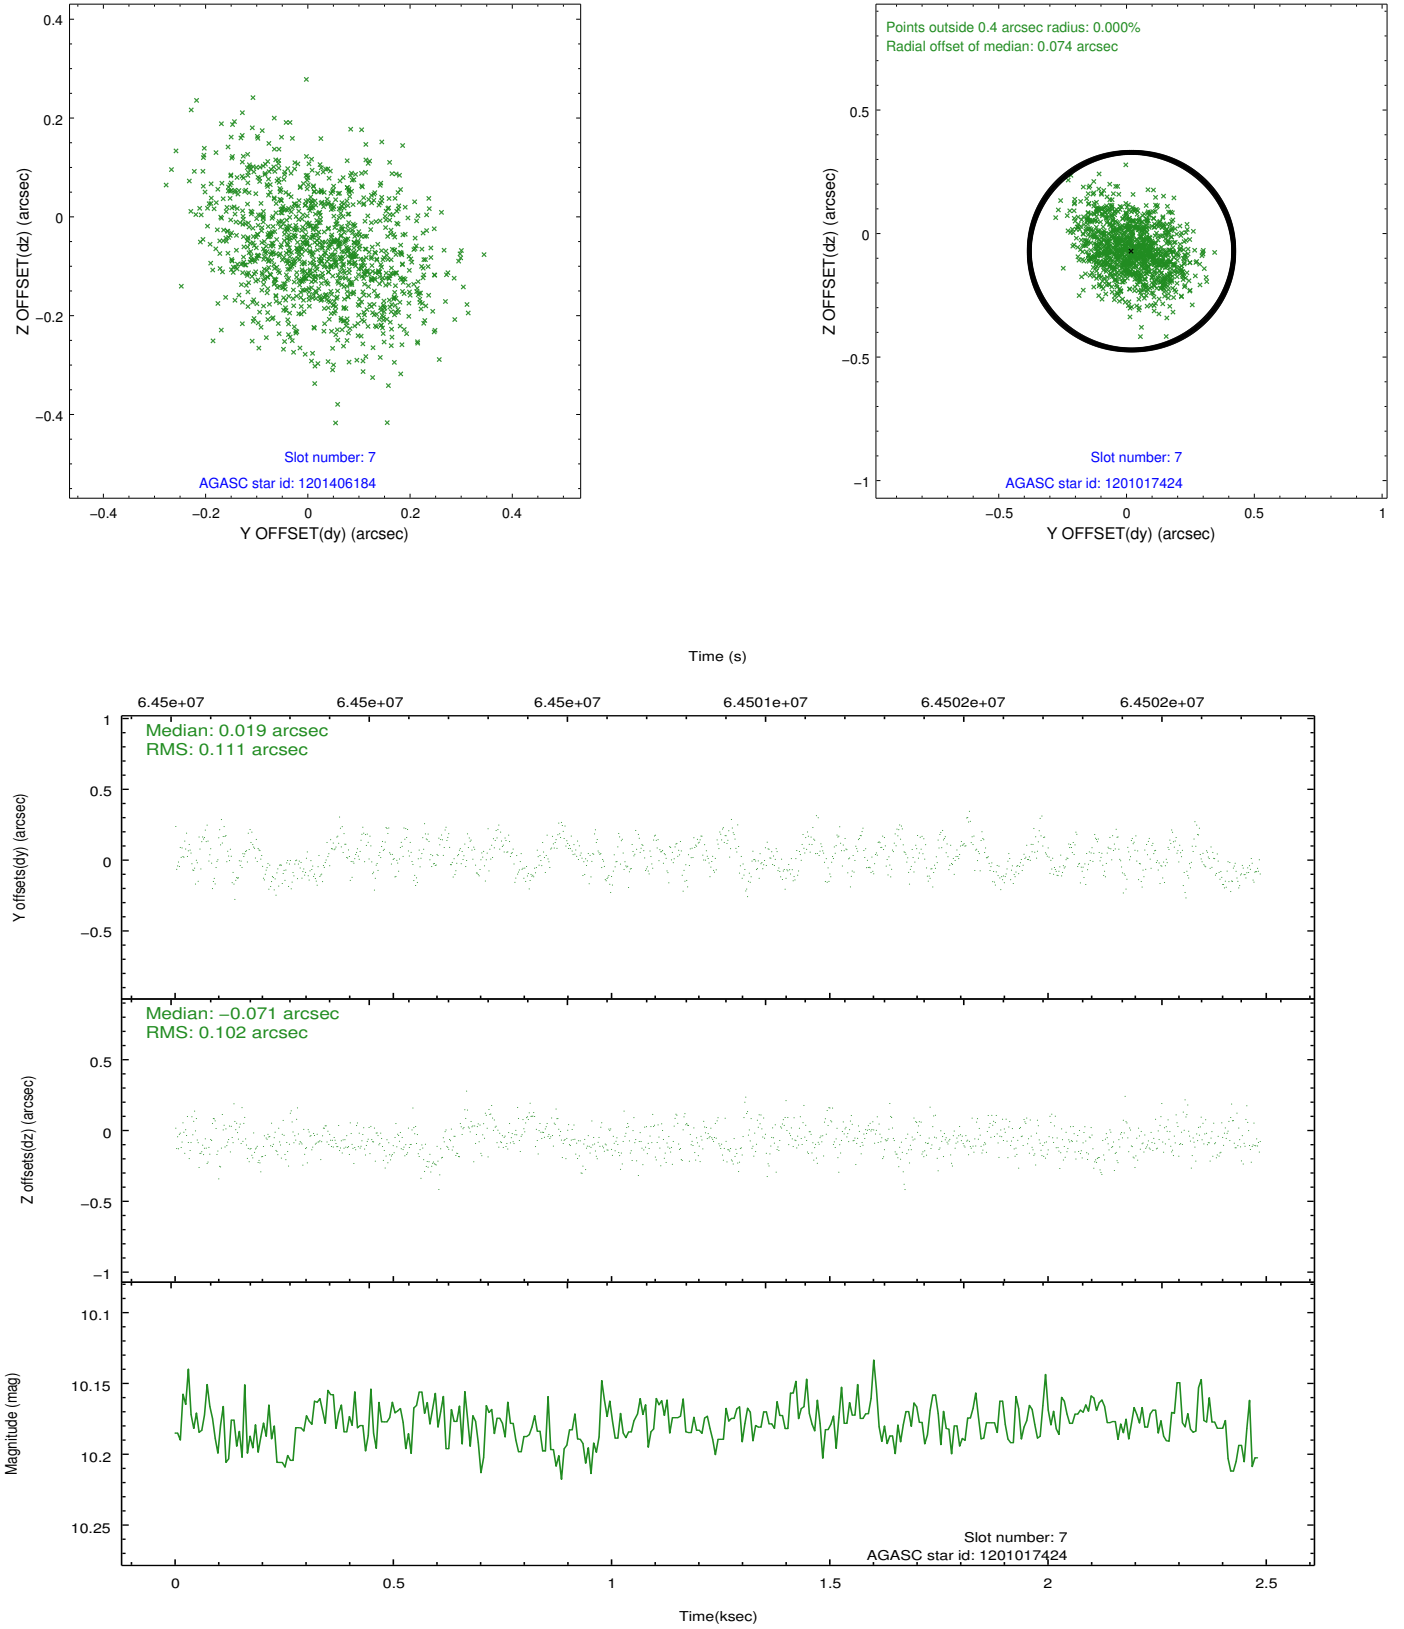 0.4
0.2
0
−0.2
−0.4
Z OFFSET(dz) (arcsec)
Slot number: 7
AGASC star id: 1201406184
−0.4 −0.2 0 0.2 0.4
Y OFFSET(dy) (arcsec)
Points outside 0.4 arcsec radius: 0.000%
Radial offset of median: 0.074 arcsec
0.5
0
−0.5
−1
Z OFFSET(dz) (arcsec)
Slot number: 7
AGASC star id: 1201017424
−0.5 0 0.5 1
Y OFFSET(dy) (arcsec)
Time (s)
6.45e+07 6.45e+07 6.45e+07 6.4501e+07 6.4502e+07 6.4502e+07
Median: 0.019 arcsec
RMS: 0.111 arcsec
1
0.5
0
−0.5
Y offsets(dy) (arcsec)
Median: −0.071 arcsec
RMS: 0.102 arcsec
0.5
0
−0.5
−1
Z offsets(dz) (arcsec)
10.1
10.15
10.2
10.25
Magnitude (mag)
Slot number: 7
AGASC star id: 1201017424
0 0.5 1 1.5 2 2.5
Time(ksec)